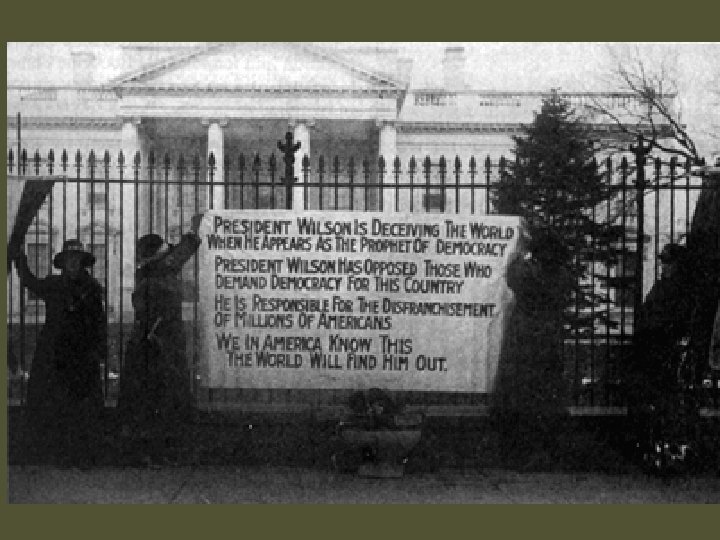 PRESIDENT WILSON IS DECEIVING THE WORLD
WHEN HE APPEARS AS THE PROPHET OF DEMOCRACY
PRESIDENT WILSON HAS OPPOSED THOSE WHO
DEMAND DEMOCRACY FOR THIS COUNTRY
HE IS RESPONSIBLE FOR THE DISFRANCHISEMENT
OF MILLIONS OF AMERICANS
WE IN AMERICA KNOW THIS
THE WORLD WILL FIND HIM OUT.